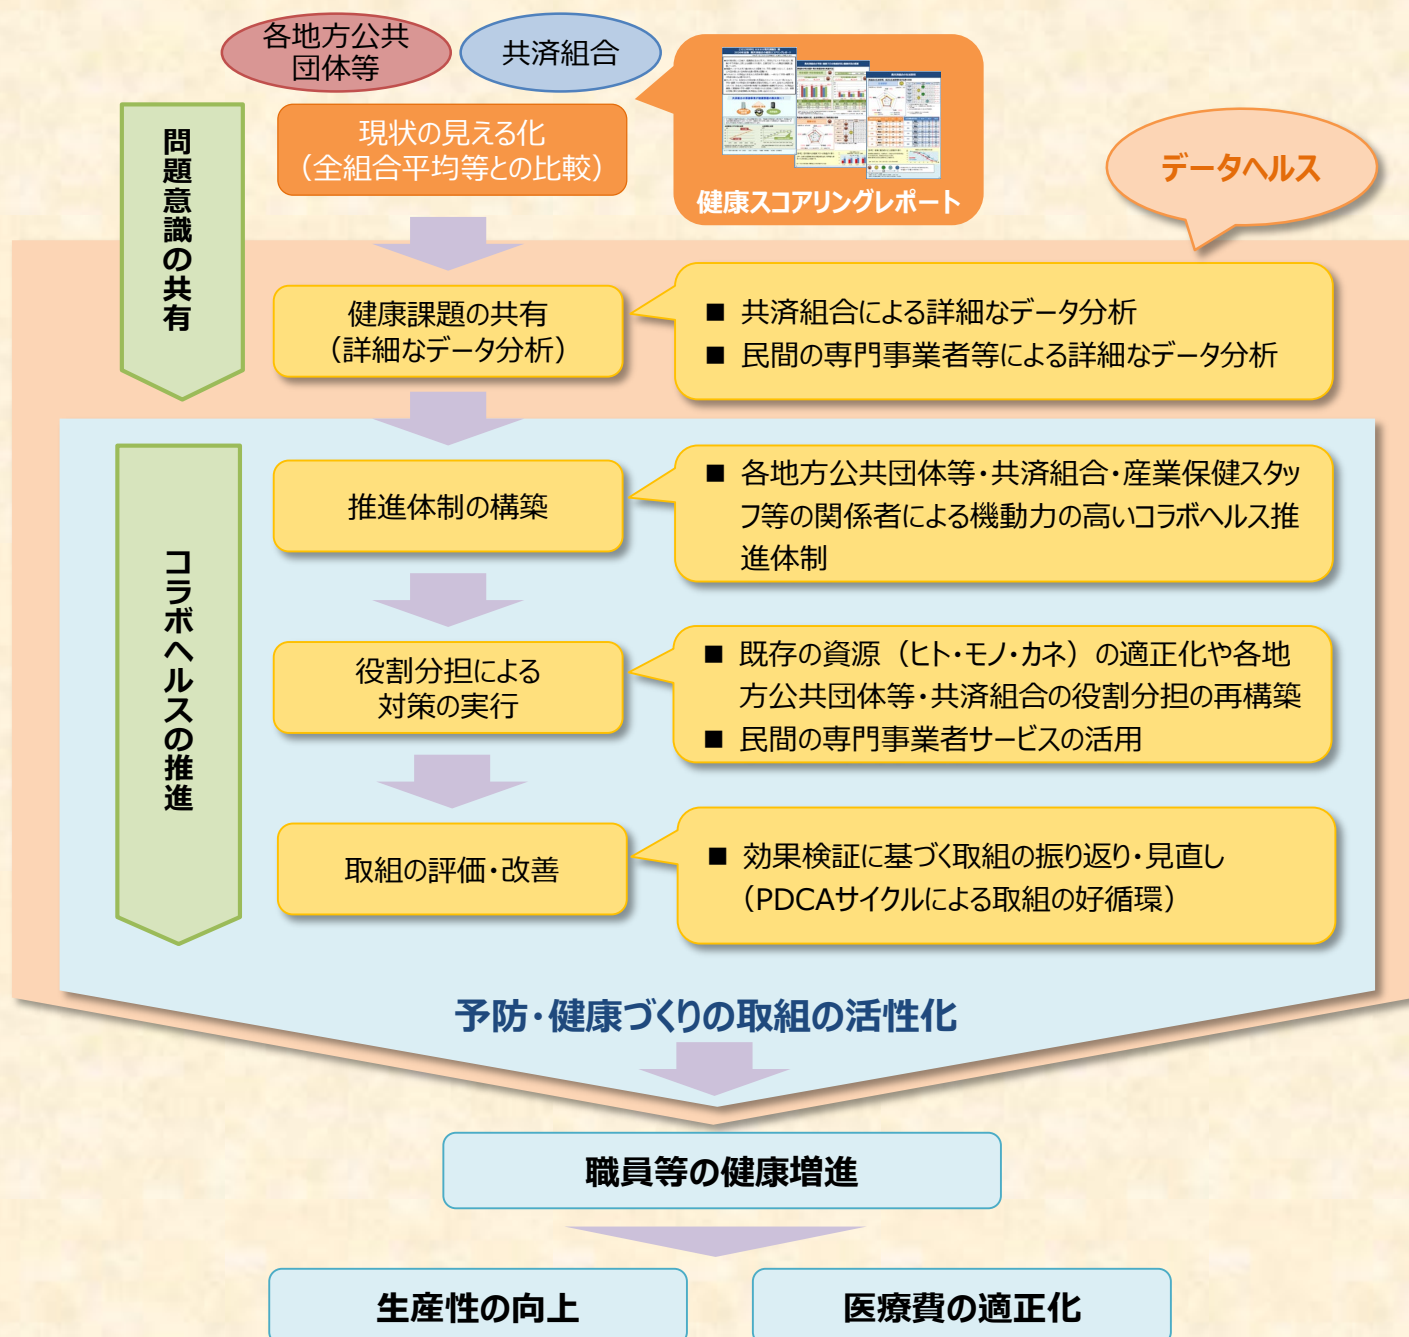 各地方公共
団体等
共済組合
現状の見える化
（全組合平均等との比較）
健康スコアリングレポート
データヘルス
問題意識の共有
健康課題の共有
（詳細なデータ分析）
■ 共済組合による詳細なデータ分析
■ 民間の専門事業者等による詳細なデータ分析
コラボヘルスの推進
推進体制の構築
■ 各地方公共団体等・共済組合・産業保健スタッ
フ等の関係者による機動力の高いコラボヘルス推
進体制
役割分担による
対策の実行
■ 既存の資源（ヒト・モノ・カネ）の適正化や各地
方公共団体等・共済組合の役割分担の再構築
■ 民間の専門事業者サービスの活用
取組の評価・改善
■ 効果検証に基づく取組の振り返り・見直し
（PDCAサイクルによる取組の好循環）
予防・健康づくりの取組の活性化
職員等の健康増進
生産性の向上
医療費の適正化